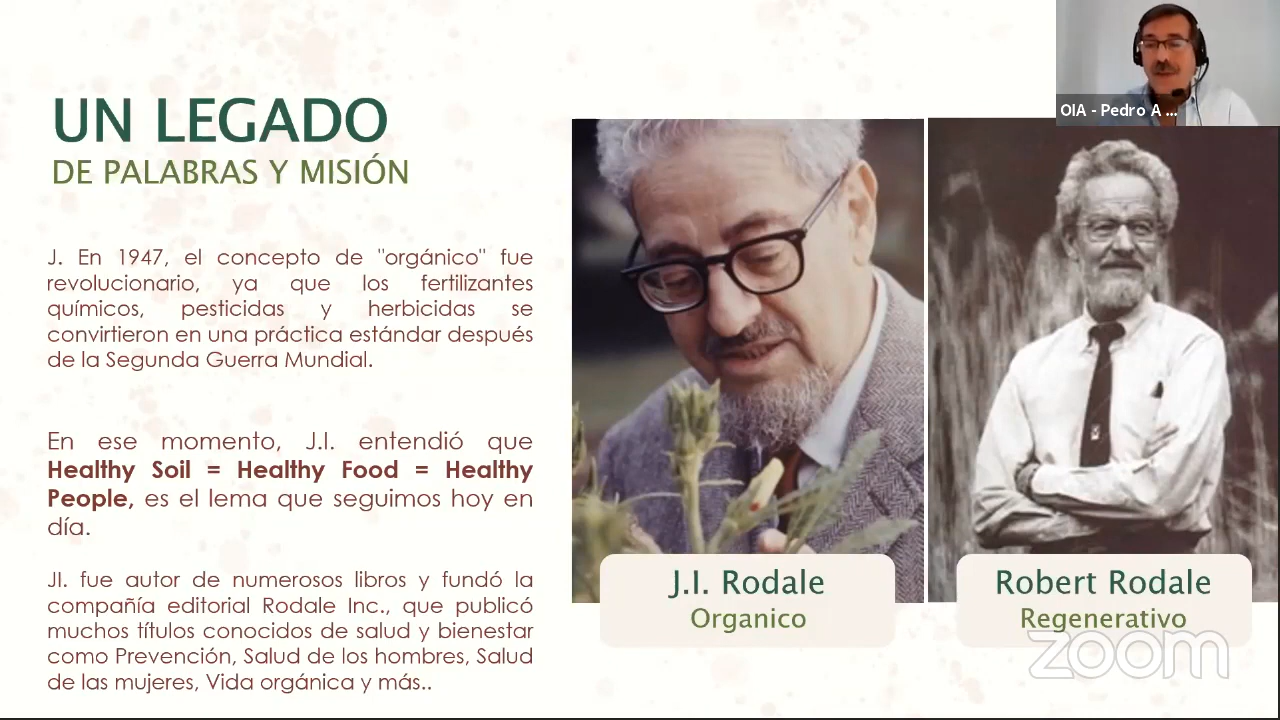 OIA - Pedro A ...
UN LEGADO
DE PALABRAS Y MISIÓN
J. En 1947, el concepto de "orgánico" fue
revolucionario, ya que los fertilizantes
químicos, pesticidas y herbicidas se
convirtieron en una práctica estándar después
de la Segunda Guerra Mundial.
En ese momento, J.I. entendió que
Healthy Soil = Healthy Food = Healthy
People, es el lema que seguimos hoy en
día.
JI. fue autor de numerosos libros y fundó la
compañía editorial Rodale Inc., que publicó
muchos títulos conocidos de salud y bienestar
como Prevención, Salud de los hombres, Salud
de las mujeres, Vida orgánica y más..
J.I. Rodale
Organico
Robert Rodale
Regenerativo
zoom